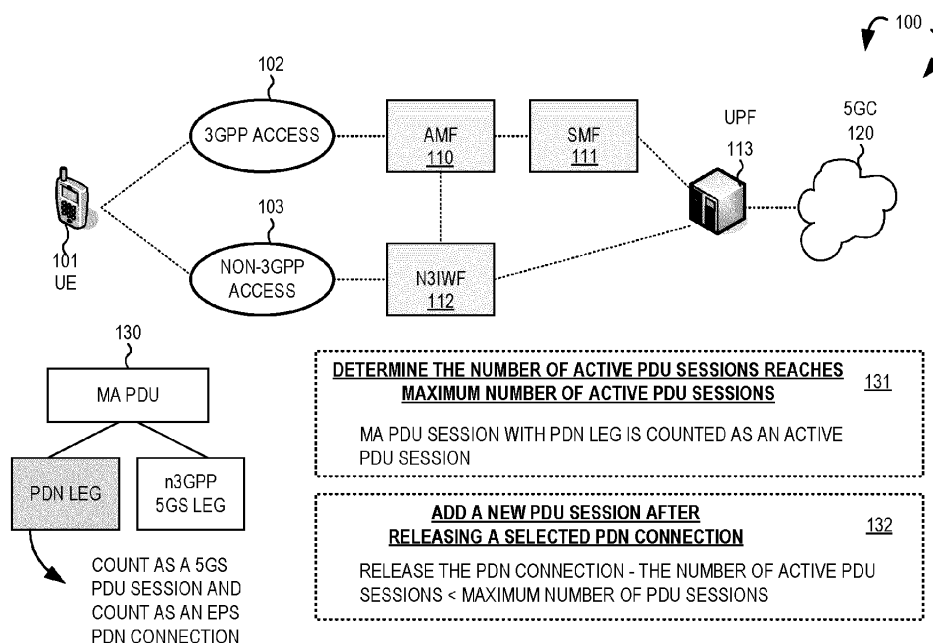 100
102
3GPP ACCESS
AMF
110
SMF
111
UPF
113
5GC
120
101
UE
103
NON-3GPP
ACCESS
N3IWF
112
130
MA PDU
PDN LEG
n3GPP
5GS LEG
COUNT AS A 5GS
PDU SESSION AND
COUNT AS AN EPS
PDN CONNECTION
DETERMINE THE NUMBER OF ACTIVE PDU SESSIONS REACHES
MAXIMUM NUMBER OF ACTIVE PDU SESSIONS
131
MA PDU SESSION WITH PDN LEG IS COUNTED AS AN ACTIVE
PDU SESSION
ADD A NEW PDU SESSION AFTER
RELEASING A SELECTED PDN CONNECTION
132
RELEASE THE PDN CONNECTION - THE NUMBER OF ACTIVE PDU
SESSIONS < MAXIMUM NUMBER OF PDU SESSIONS